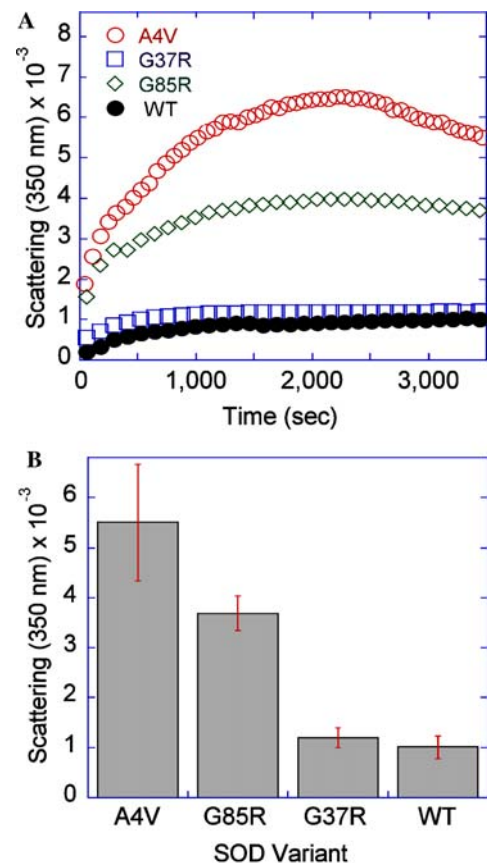 A
A4V
G37R
G85R
WT
Scattering (350 nm) x 10⁻³
8
7
6
5
4
3
2
1
0
0
1,000
2,000
3,000
Time (sec)
B
Scattering (350 nm) x 10⁻³
6
5
4
3
2
1
0
A4V
G85R
G37R
WT
SOD Variant